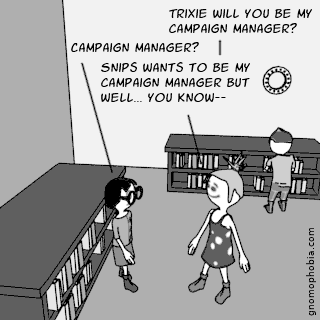 TRIXIE WILL YOU BE MY
CAMPAIGN MANAGER?
CAMPAIGN MANAGER?
SNIPS WANTS TO BE MY
CAMPAIGN MANAGER BUT
WELL... YOU KNOW--
gnomophobia.com